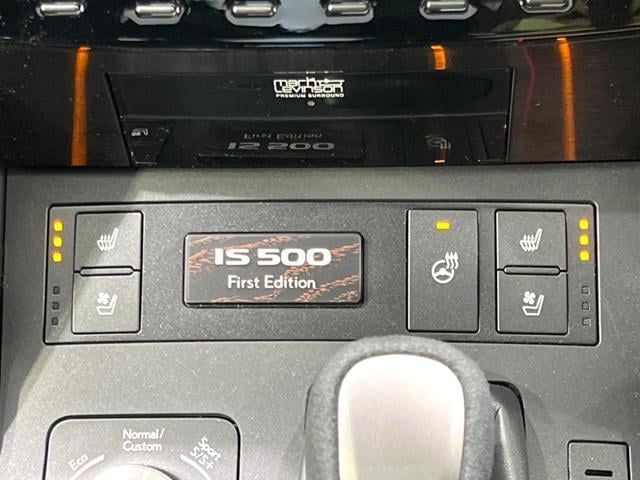 mark
Levinson
PREMIUM SURROUND
IS 500
First Edition
Normal/
Custom
Eco
Sport
S/S+